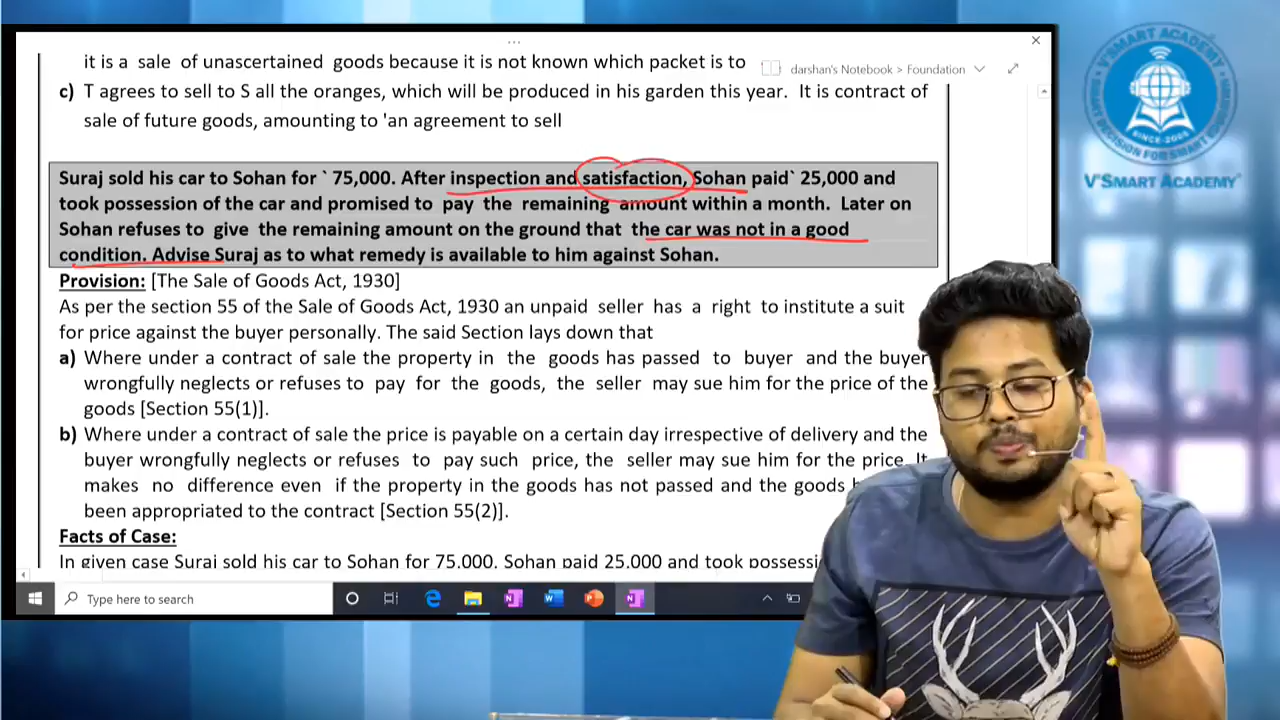 ...
it is a sale of unascertained goods because it is not known which packet is to
darshan's Notebook > Foundation
c) T agrees to sell to S all the oranges, which will be produced in his garden this year. It is contract of
sale of future goods, amounting to 'an agreement to sell
Suraj sold his car to Sohan for ` 75,000. After inspection and satisfaction, Sohan paid` 25,000 and
took possession of the car and promised to pay the remaining amount within a month. Later on
Sohan refuses to give the remaining amount on the ground that the car was not in a good
condition. Advise Suraj as to what remedy is available to him against Sohan.
Provision: [The Sale of Goods Act, 1930]
As per the section 55 of the Sale of Goods Act, 1930 an unpaid seller has a right to institute a suit
for price against the buyer personally. The said Section lays down that
a) Where under a contract of sale the property in the goods has passed to buyer and the buyer
wrongfully neglects or refuses to pay for the goods, the seller may sue him for the price of the
goods [Section 55(1)].
b) Where under a contract of sale the price is payable on a certain day irrespective of delivery and the
buyer wrongfully neglects or refuses to pay such price, the seller may sue him for the price. It
makes no difference even if the property in the goods has not passed and the goods
been appropriated to the contract [Section 55(2)].
Facts of Case:
In given case Suraj sold his car to Sohan for 75,000. Sohan paid 25,000 and took
Type here to search
V'SMART ACADEMY
SINCE-2005
V'SMART ACADEMY